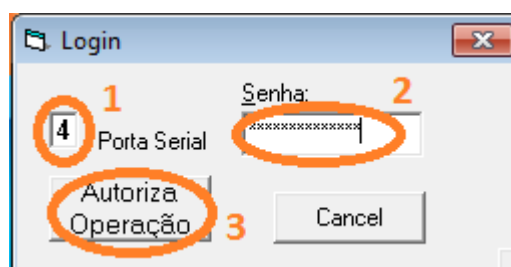 Login
1
Senha:
2
4
Porta Serial
**************
Autoriza
Operação
3
Cancel